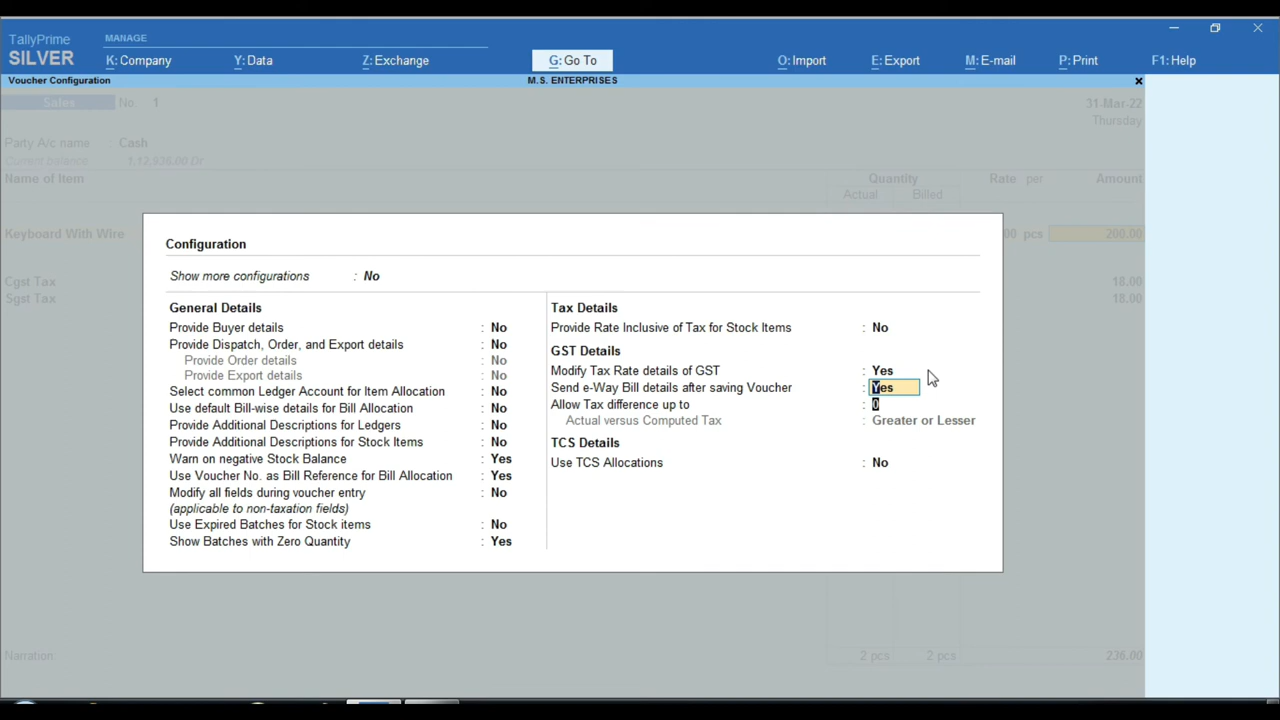 TallyPrime
MANAGE
SILVER
K: Company
Y: Data
Z: Exchange
G: Go To
O: Import
E: Export
M: E-mail
P: Print
F1: Help
Voucher Configuration
M.S. ENTERPRISES
×
Sales No. 1
31-Mar-22
Thursday
Party A/c name : Cash
Current balance : 1,12,936.00 Dr
Name of Item
Quantity
Rate per
Amount
Actual
Billed
Keyboard With Wire
00 pcs
200.00
Cgst Tax
18.00
Sgst Tax
18.00
Configuration
Show more configurations : No
General Details
Provide Buyer details : No
Provide Dispatch, Order, and Export details : No
Provide Order details : No
Provide Export details : No
Select common Ledger Account for Item Allocation : No
Use default Bill-wise details for Bill Allocation : No
Provide Additional Descriptions for Ledgers : No
Provide Additional Descriptions for Stock Items : No
Warn on negative Stock Balance : Yes
Use Voucher No. as Bill Reference for Bill Allocation : Yes
Modify all fields during voucher entry : No
(applicable to non-taxation fields)
Use Expired Batches for Stock items : No
Show Batches with Zero Quantity : Yes
Tax Details
Provide Rate Inclusive of Tax for Stock Items : No
GST Details
Modify Tax Rate details of GST : Yes
Send e-Way Bill details after saving Voucher : Yes
Allow Tax difference up to : 0
Actual versus Computed Tax : Greater or Lesser
TCS Details
Use TCS Allocations : No
Narration:
2 pcs
2 pcs
236.00